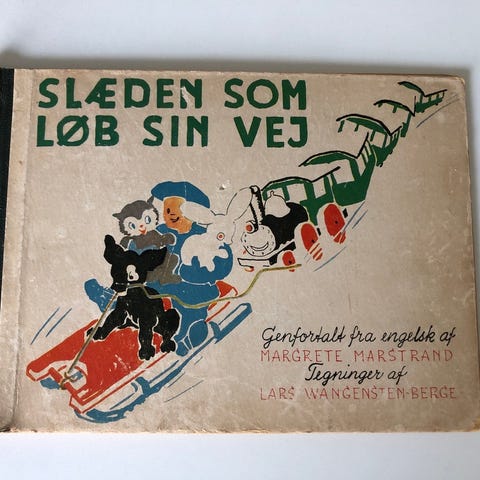 SLÆDEN SOM
LØB SIN VEJ
Genfortalt fra engelsk af
MARGRETE MARSTRAND
Tegninger af
LARS WANGENSTEN-BERGE